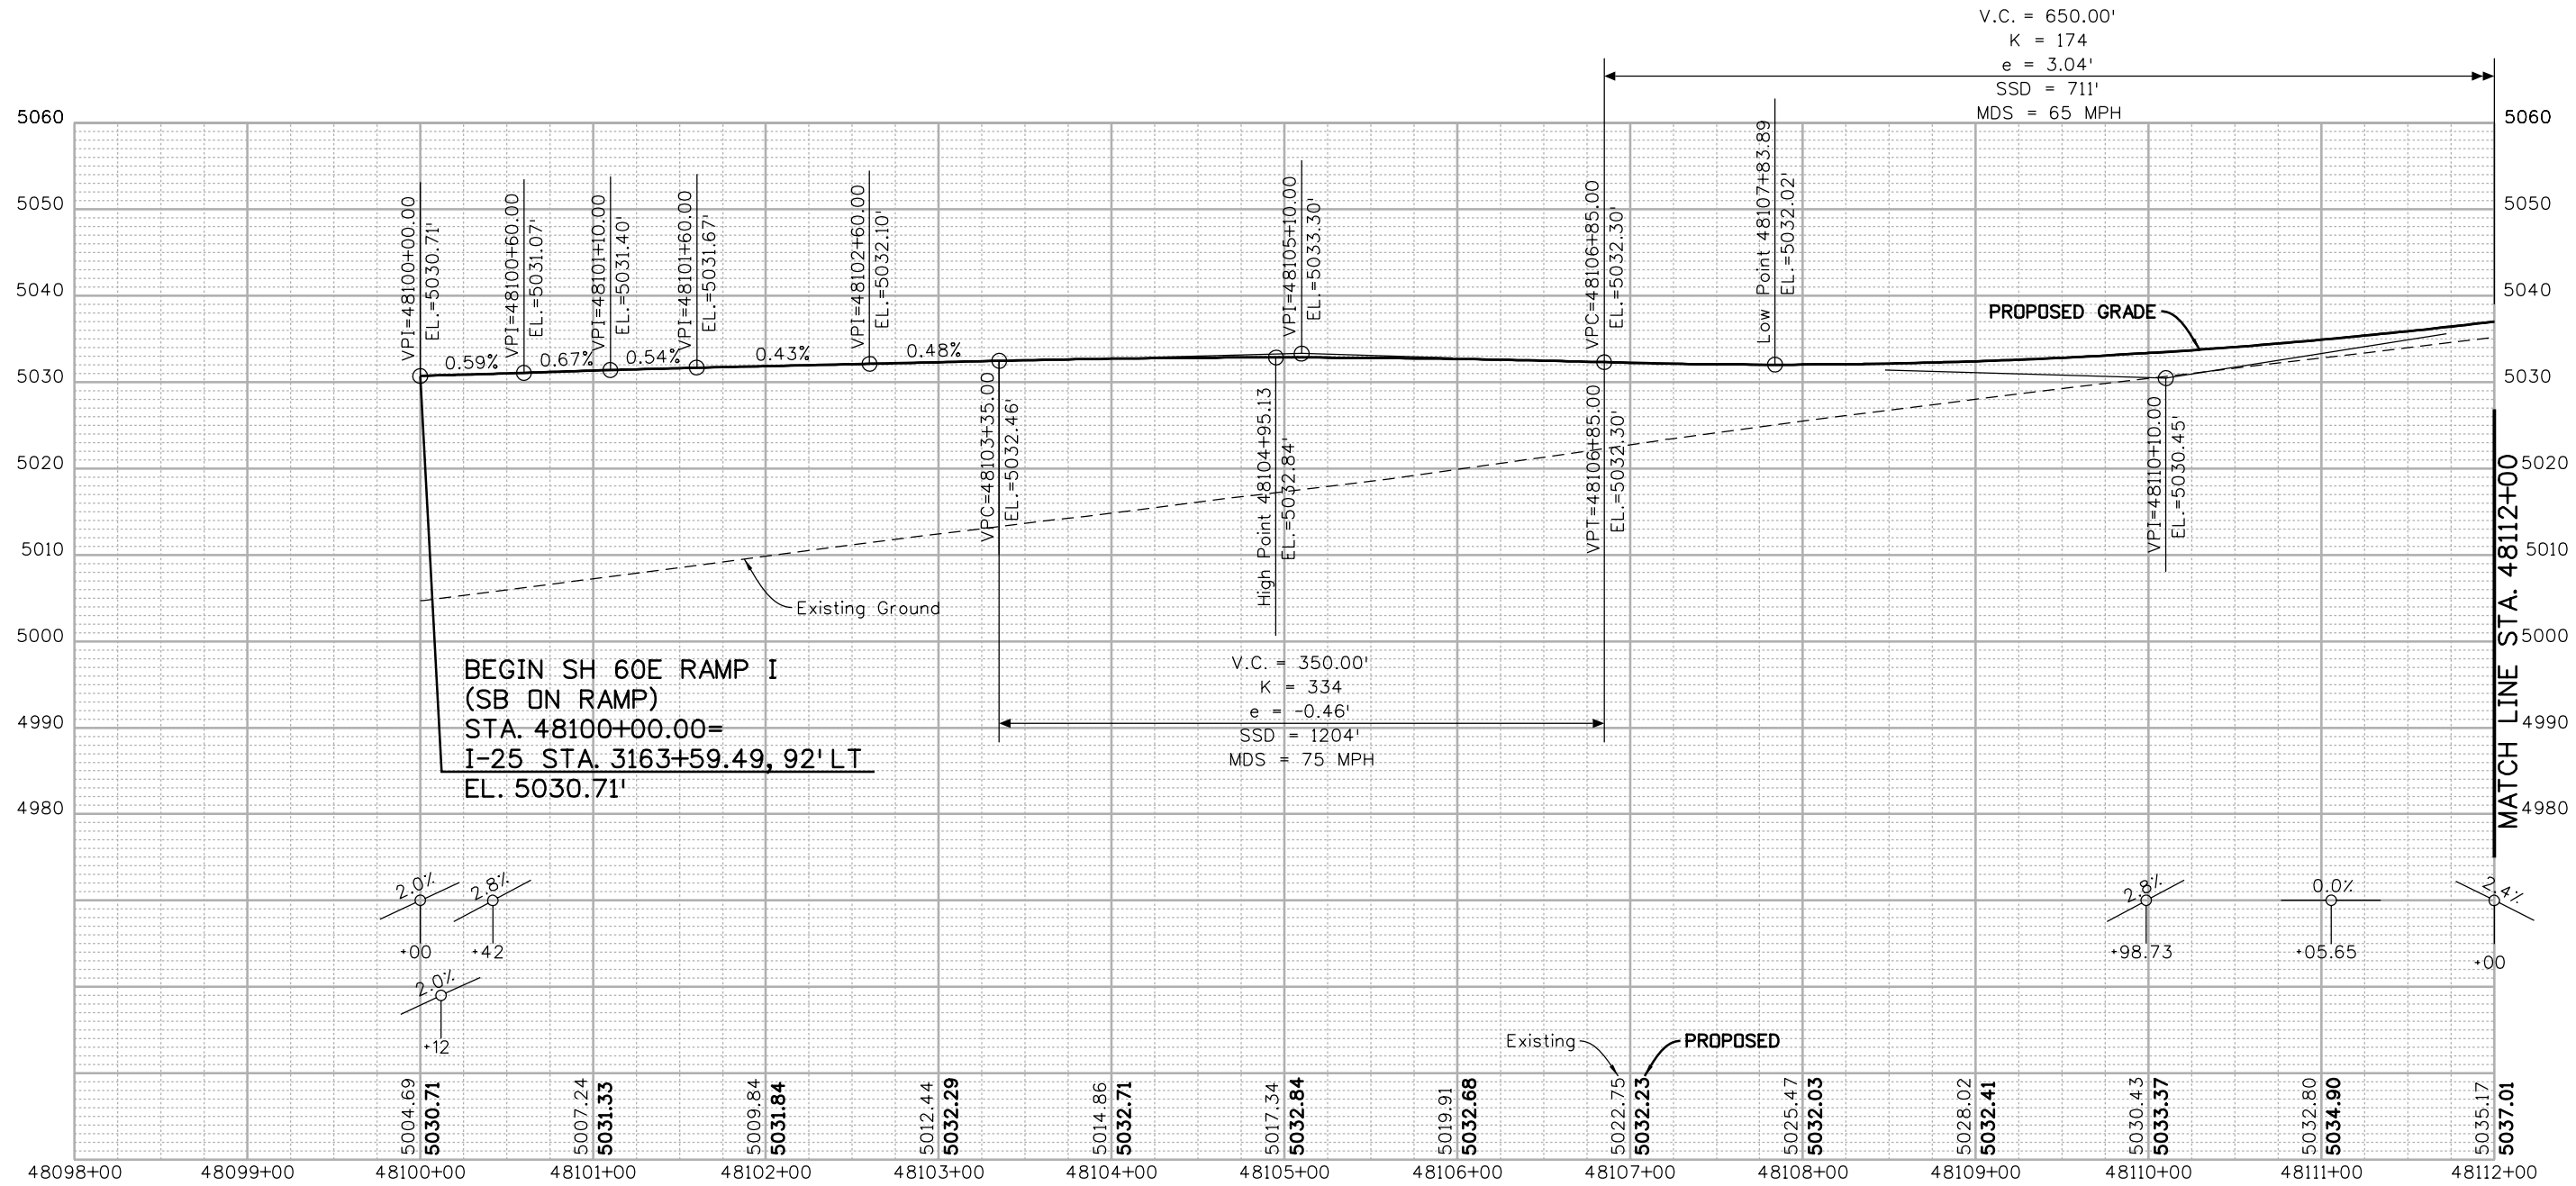 V.C. = 650.00'
K = 174
e = 3.04'
SSD = 711'
MDS = 65 MPH
5060
5050
5040
5030
5020
5010
5000
4990
4980
5060
5050
5040
5030
5020
5010
5000
4990
4980
VPI=48100+00.00
EL.=5030.71'
0.59%
VPI=48100+60.00
EL.=5031.07'
0.67%
VPI=48101+10.00
EL.=5031.40'
0.54%
VPI=48101+60.00
EL.=5031.67'
0.43%
VPI=48102+60.00
EL.=5032.10'
0.48%
VPC=48103+35.00
EL.=5032.46'
High Point 48104+95.13
EL.=5032.84'
VPI=48105+10.00
EL.=5033.30'
VPC=48106+85.00
EL.=5032.30'
VPT=48106+85.00
EL.=5032.30'
Low Point 48107+83.89
EL.=5032.02'
PROPOSED GRADE
VPI=48110+10.00
EL.=5030.45'
MATCH LINE STA. 48112+00
Existing Ground
BEGIN SH 60E RAMP I
(SB ON RAMP)
STA. 48100+00.00=
I-25 STA. 3163+59.49, 92' LT
EL. 5030.71'
V.C. = 350.00'
K = 334
e = -0.46'
SSD = 1204'
MDS = 75 MPH
2.0%
+00
2.8%
+42
2.0%
+12
2.8%
+98.73
0.0%
+05.65
2.4%
+00
Existing
PROPOSED
5004.69
5030.71
5007.24
5031.33
5009.84
5031.84
5012.44
5032.29
5014.86
5032.71
5017.34
5032.84
5019.91
5032.68
5022.75
5032.23
5025.47
5032.03
5028.02
5032.41
5030.43
5033.37
5032.80
5034.90
5035.17
5037.01
48098+00
48099+00
48100+00
48101+00
48102+00
48103+00
48104+00
48105+00
48106+00
48107+00
48108+00
48109+00
48110+00
48111+00
48112+00